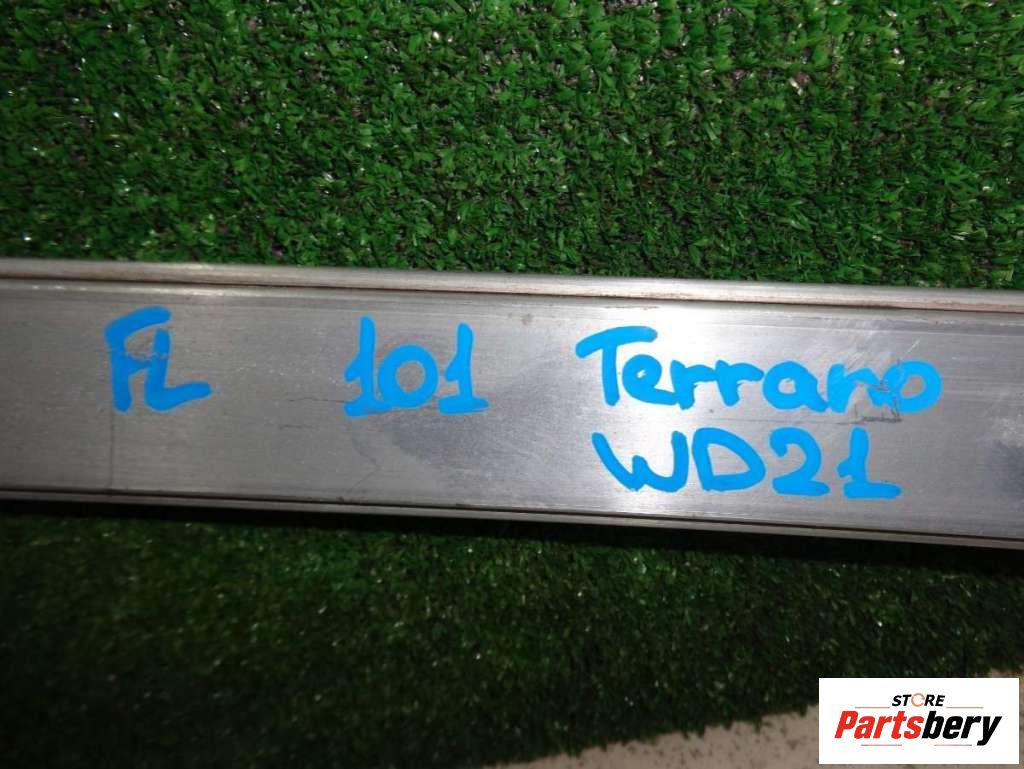 FL 101 Terrano
WD21
STORE
Partsbery